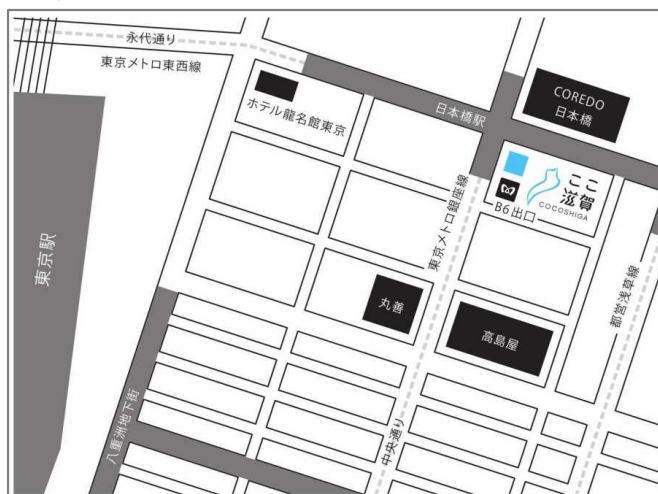 永代通り
東京メトロ東西線
ホテル龍名館東京
日本橋駅
COREDO
日本橋
ここ
滋賀
COCOSHIGA
B6出口
東京メトロ銀座線
東京駅
丸善
高島屋
都営浅草線
八重洲地下街
中央通り